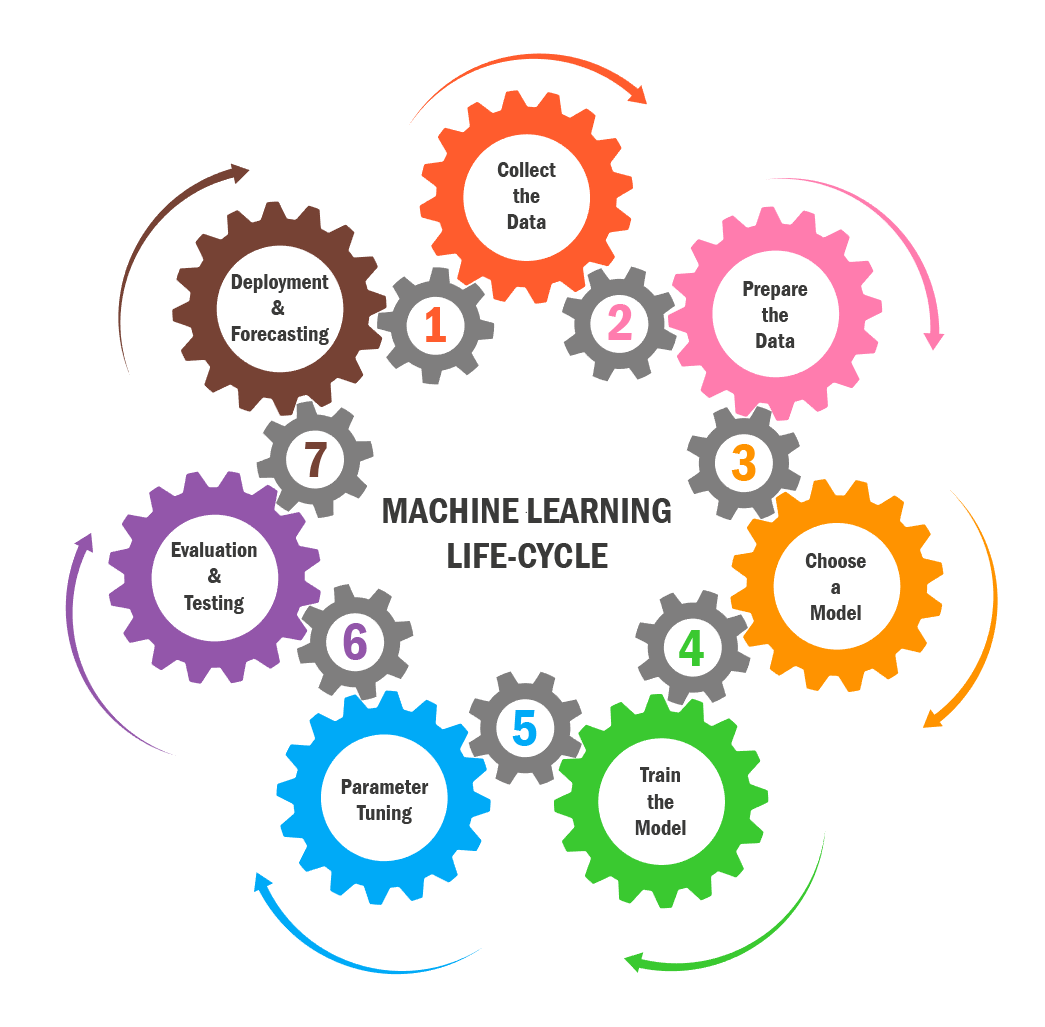 Collect
the
Data
1
2
Prepare
the
Data
3
Choose
a
Model
4
Train
the
Model
5
Parameter
Tuning
6
Evaluation
&
Testing
7
Deployment
&
Forecasting
MACHINE LEARNING
LIFE-CYCLE